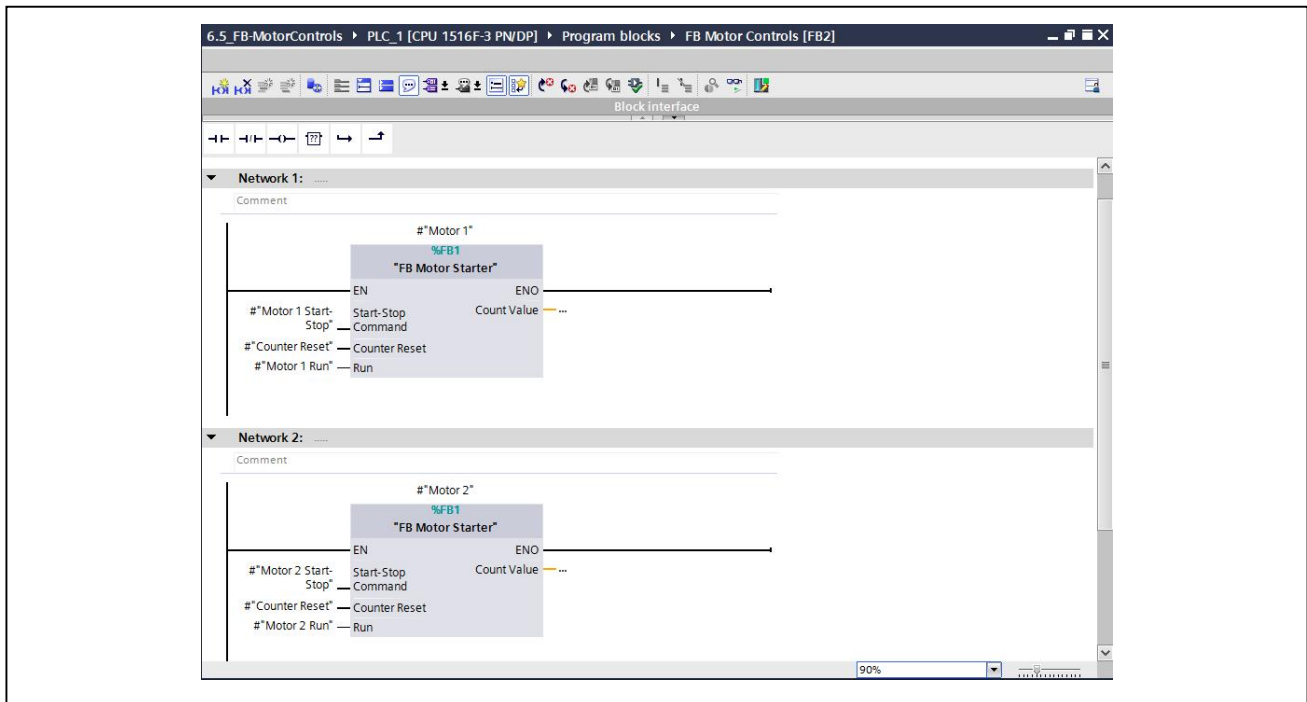 6.5_FB-MotorControls ‣ PLC_1 [CPU 1516F-3 PN/DP] ‣ Program blocks ‣ FB Motor Controls [FB2]
Block interface
??
Network 1: .....
Comment
#"Motor 1"
%FB1
"FB Motor Starter"
EN ENO
#"Motor 1 Start- Start-Stop Count Value ...
Stop" Command
#"Counter Reset" Counter Reset
#"Motor 1 Run" Run
Network 2: .....
Comment
#"Motor 2"
%FB1
"FB Motor Starter"
EN ENO
#"Motor 2 Start- Start-Stop Count Value ...
Stop" Command
#"Counter Reset" Counter Reset
#"Motor 2 Run" Run
90%